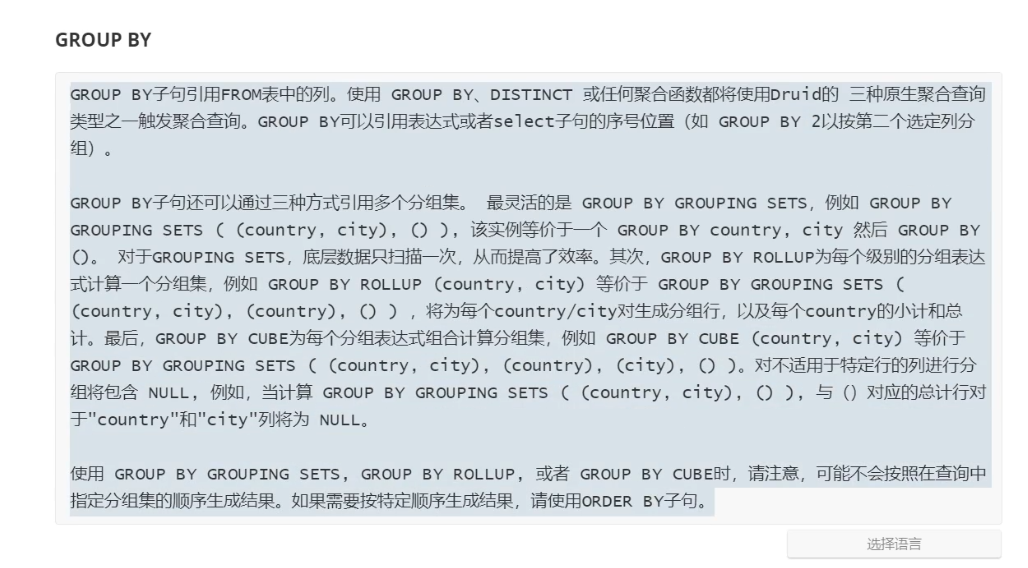 GROUP BY
GROUP BY子句引用FROM表中的列。使用 GROUP BY、DISTINCT 或任何聚合函数都将使用Druid的 三种原生聚合查询
类型之一触发聚合查询。GROUP BY可以引用表达式或者select子句的序号位置（如 GROUP BY 2以按第二个选定列分
组）。
GROUP BY子句还可以通过三种方式引用多个分组集。 最灵活的是 GROUP BY GROUPING SETS，例如 GROUP BY
GROUPING SETS ( (country, city), () ), 该实例等价于一个 GROUP BY country, city 然后 GROUP BY
()。 对于GROUPING SETS，底层数据只扫描一次，从而提高了效率。其次，GROUP BY ROLLUP为每个级别的分组表达
式计算一个分组集，例如 GROUP BY ROLLUP (country, city) 等价于 GROUP BY GROUPING SETS (
(country, city), (country), () ) ，将为每个country/city对生成分组行，以及每个country的小计和总
计。最后，GROUP BY CUBE为每个分组表达式组合计算分组集，例如 GROUP BY CUBE (country, city) 等价于
GROUP BY GROUPING SETS ( (country, city), (country), (city), () )。对不适用于特定行的列进行分
组将包含 NULL, 例如，当计算 GROUP BY GROUPING SETS ( (country, city), () ), 与 () 对应的总计行对
于"country"和"city"列将为 NULL。
使用 GROUP BY GROUPING SETS, GROUP BY ROLLUP, 或者 GROUP BY CUBE时，请注意，可能不会按照在查询中
指定分组集的顺序生成结果。如果需要按特定顺序生成结果，请使用ORDER BY子句。
选择语言